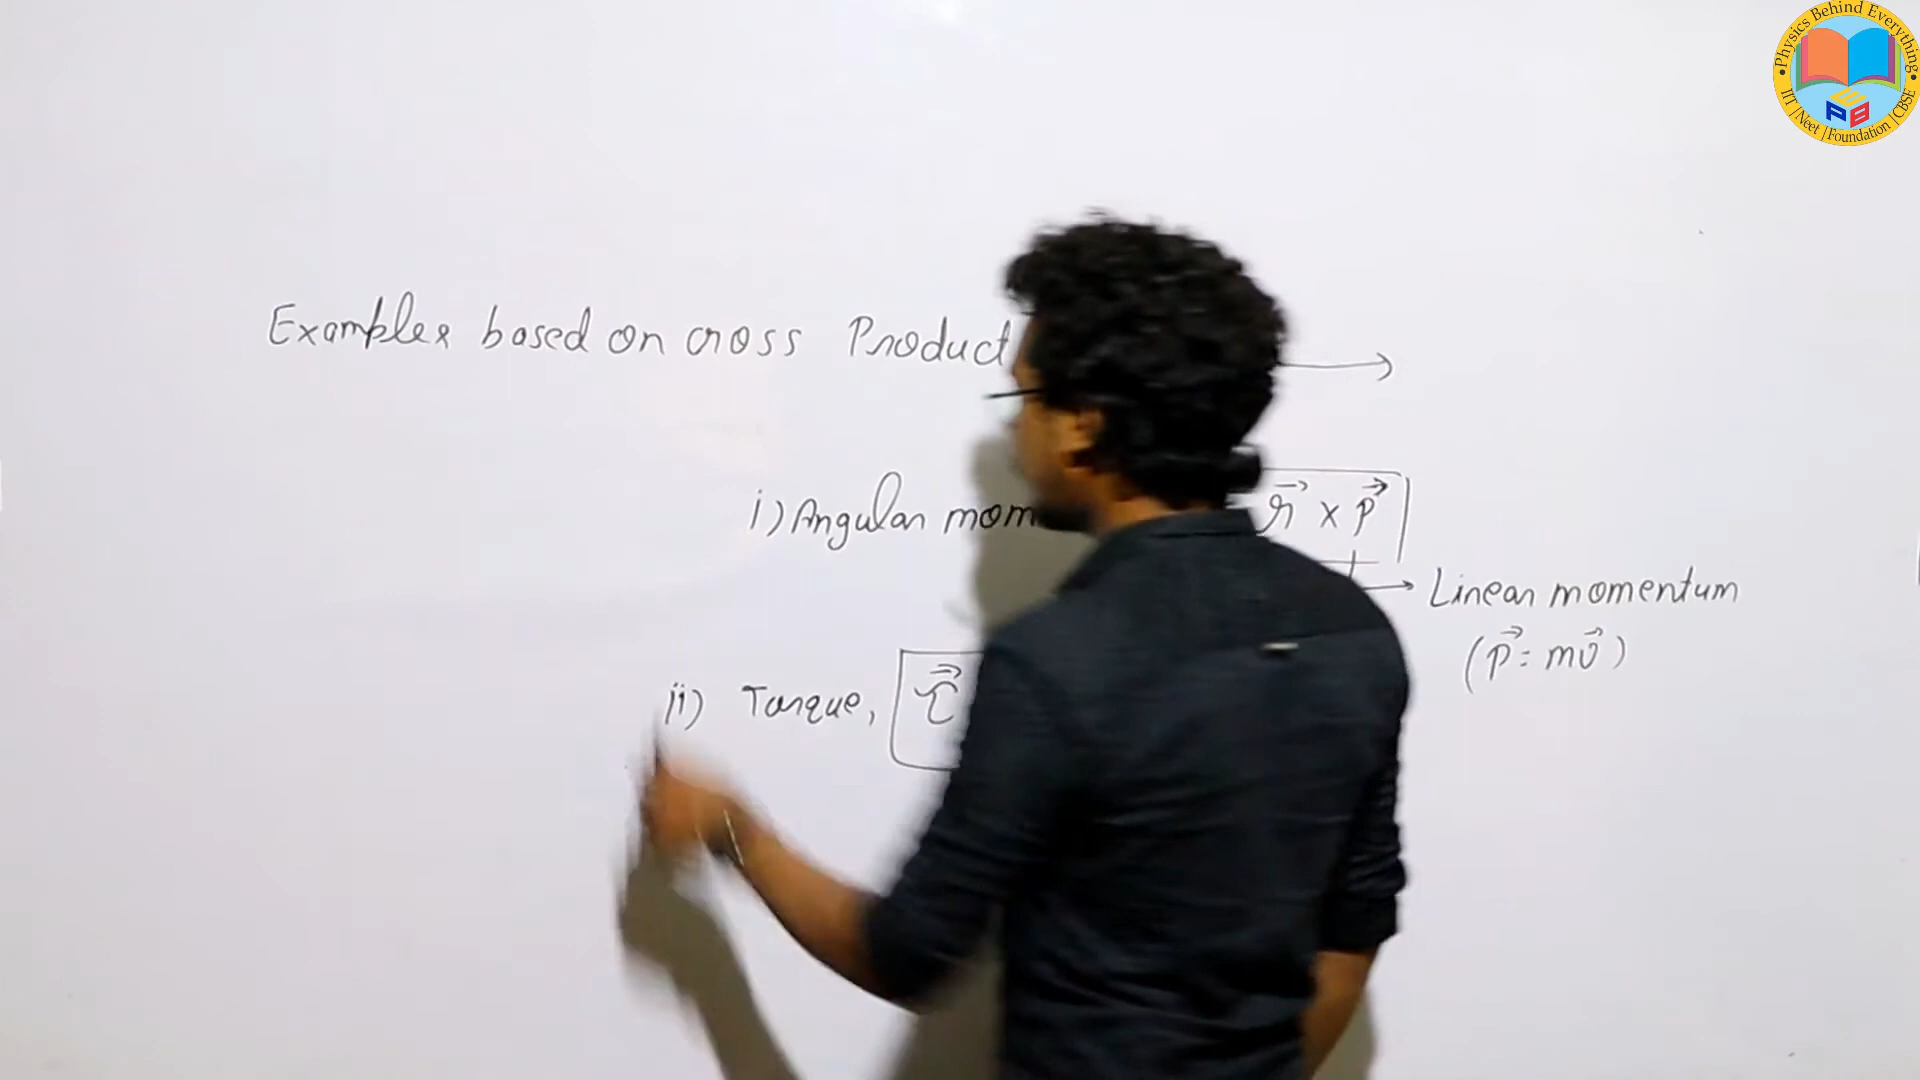 Examples based on cross Product →
i) Angular mom r⃗ × p⃗
→ Linear momentum
(p⃗ = mv⃗)
ii) Torque, τ⃗
Physics Behind Everything
PEB
IIT | Neet | Foundation | CBSE